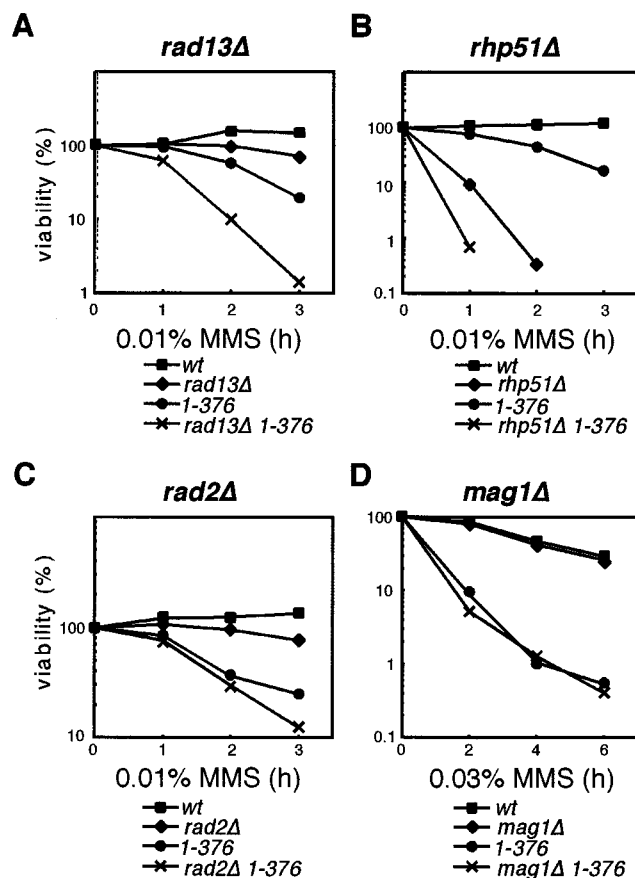 A
rad13Δ
viability (%)
100
10
1
0 1 2 3
0.01% MMS (h)
wt
rad13Δ
1-376
rad13Δ 1-376
B
rhp51Δ
100
10
1
0.1
0 1 2 3
0.01% MMS (h)
wt
rhp51Δ
1-376
rhp51Δ 1-376
C
rad2Δ
viability (%)
100
10
0 1 2 3
0.01% MMS (h)
wt
rad2Δ
1-376
rad2Δ 1-376
D
mag1Δ
100
10
1
0.1
0 2 4 6
0.03% MMS (h)
wt
mag1Δ
1-376
mag1Δ 1-376